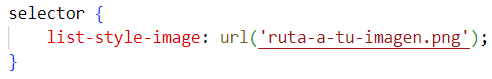 selector {
    list-style-image: url('ruta-a-tu-imagen.png');
}